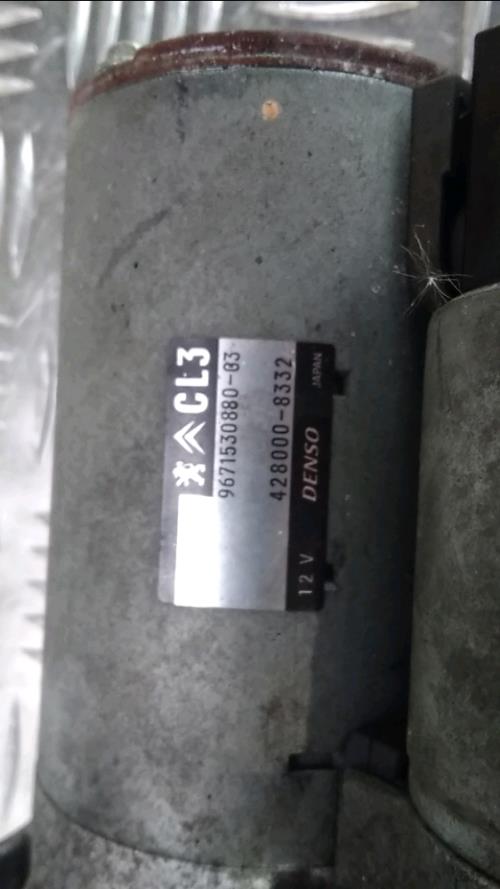 CL3
9671530880-03
428000-8332
12 V DENSO JAPAN